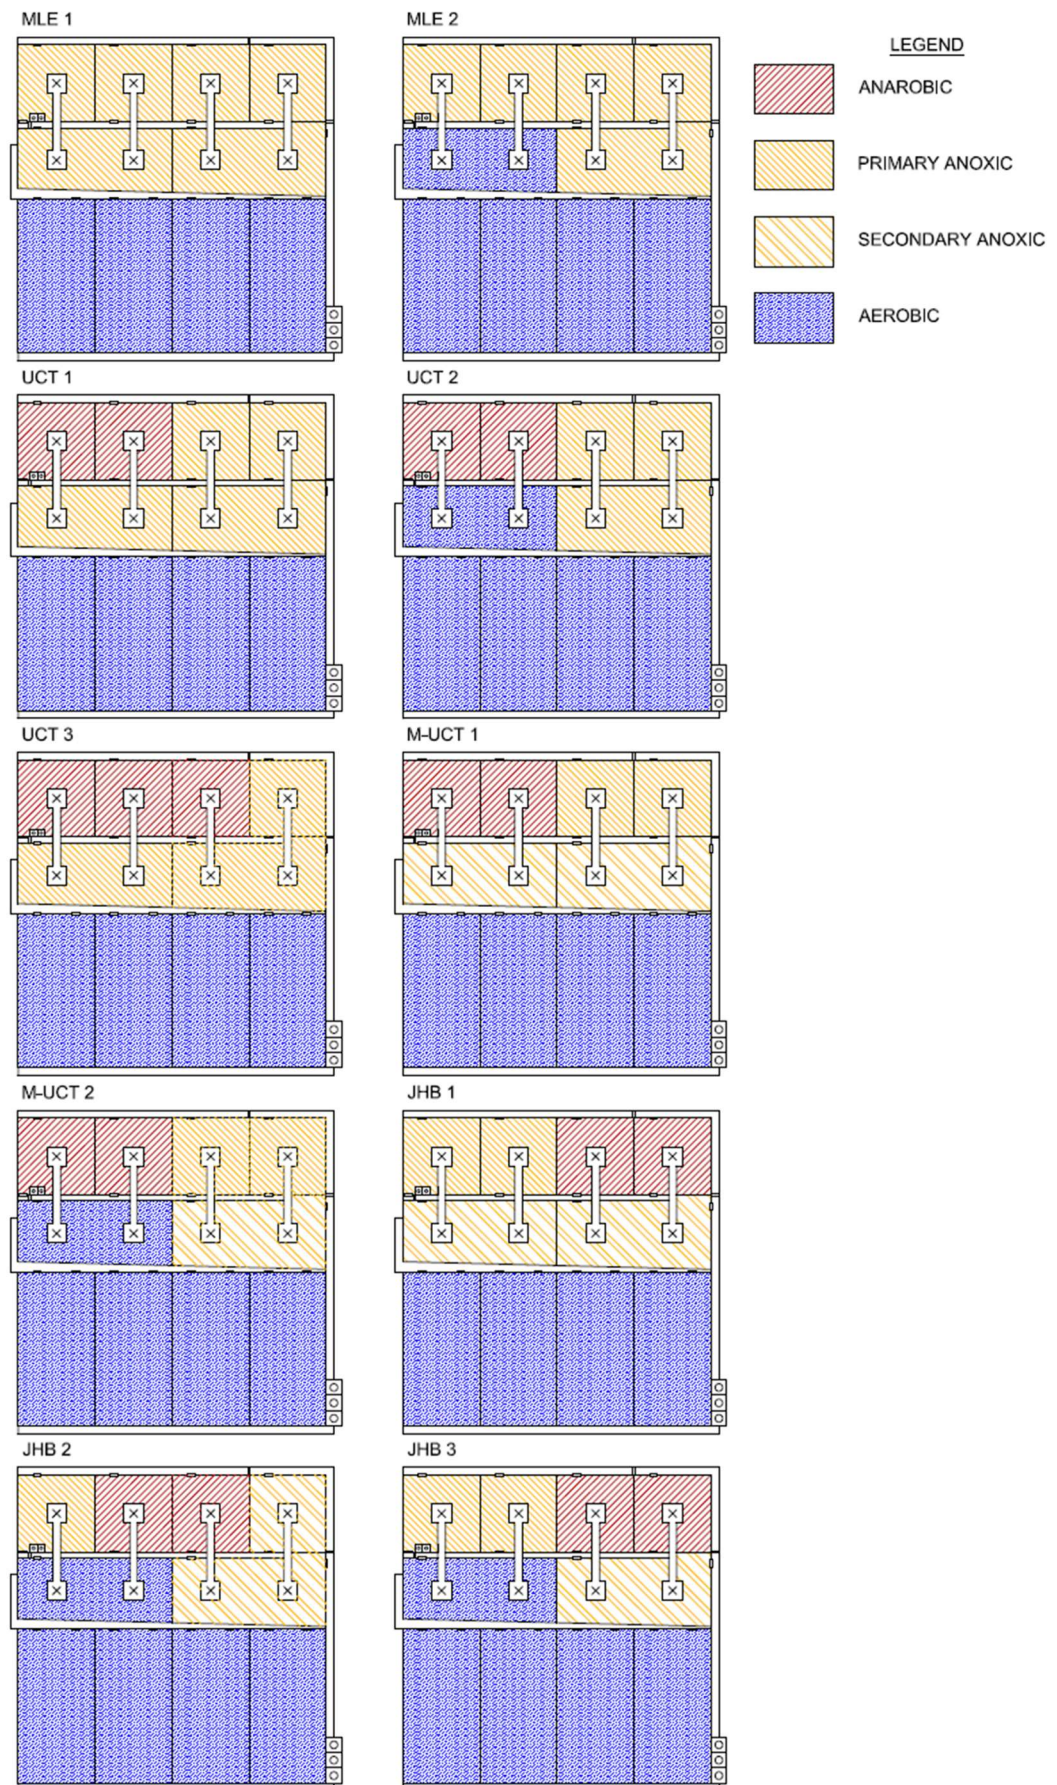 MLE 1
MLE 2
LEGEND
ANAROBIC
PRIMARY ANOXIC
SECONDARY ANOXIC
AEROBIC
UCT 1
UCT 2
UCT 3
M-UCT 1
M-UCT 2
JHB 1
JHB 2
JHB 3